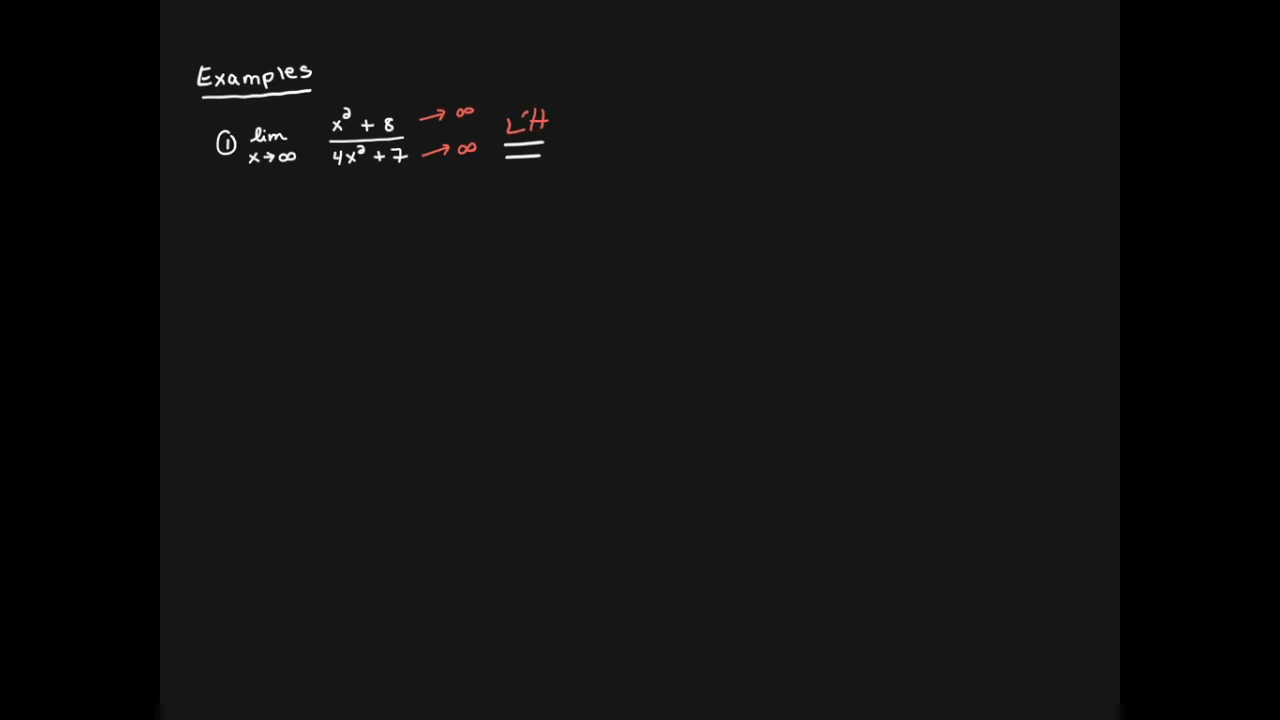 Examples
① lim x→∞ x² + 8 / 4x² + 7 → ∞ → ∞ L'H =